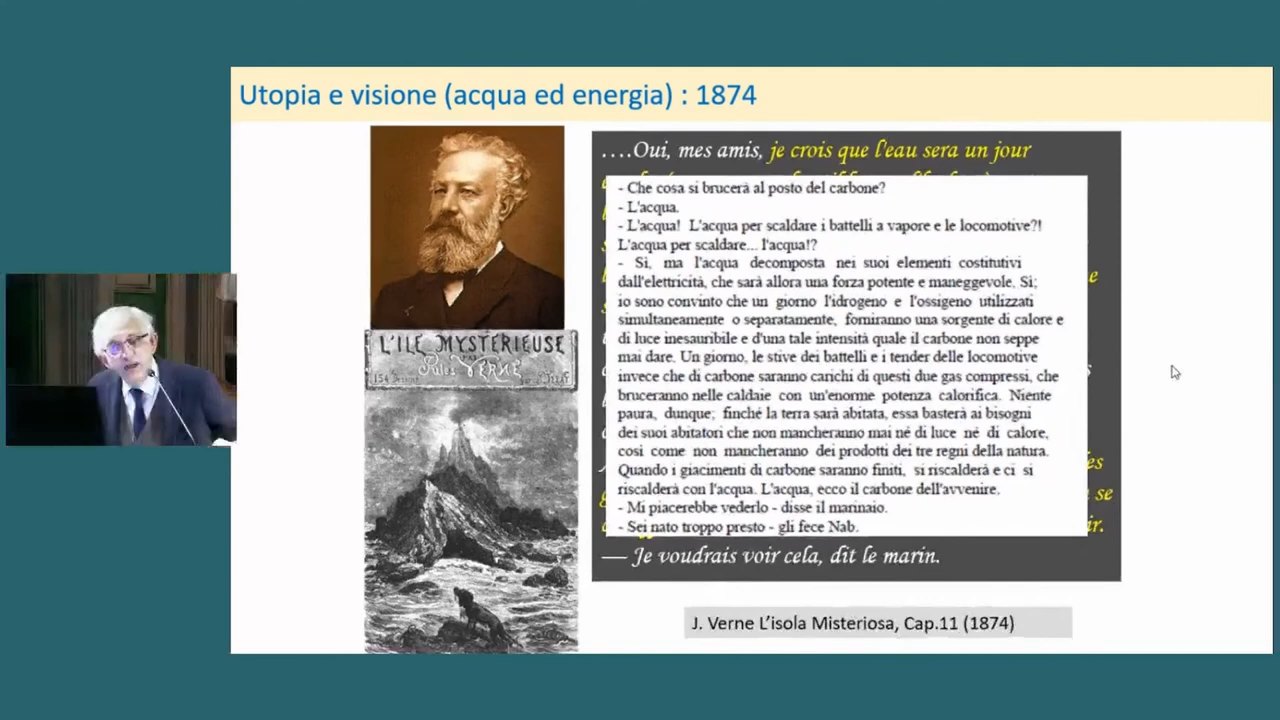 Utopia e visione (acqua ed energia) : 1874
L'ILE MYSTERIEUSE
PAR
Jules VERNE
154
....Oui, mes amis, je crois que l'eau sera un jour
- Che cosa si brucerà al posto del carbone?
- L'acqua.
- L'acqua! L'acqua per scaldare i battelli a vapore e le locomotive?!
L'acqua per scaldare... l'acqua!?
- Sì, ma l'acqua decomposta nei suoi elementi costitutivi
dall'elettricità, che sarà allora una forza potente e maneggevole. Sì;
io sono convinto che un giorno l'idrogeno e l'ossigeno utilizzati
simultaneamente o separatamente, forniranno una sorgente di calore e
di luce inesauribile e d'una tale intensità quale il carbone non seppe
mai dare. Un giorno, le stive dei battelli e i tender delle locomotive
invece che di carbone saranno carichi di questi due gas compressi, che
bruceranno nelle caldaie con un'enorme potenza calorifica. Niente
paura, dunque; finché la terra sarà abitata, essa basterà ai bisogni
dei suoi abitatori che non mancheranno mai né di luce né di calore,
così come non mancheranno dei prodotti dei tre regni della natura.
Quando i giacimenti di carbone saranno finiti, si riscalderà e ci si
riscalderà con l'acqua. L'acqua, ecco il carbone dell'avvenire.
- Mi piacerebbe vederlo - disse il marinaio.
- Sei nato troppo presto - gli fece Nab.
— Je voudrais voir cela, dit le marin.
J. Verne L'isola Misteriosa, Cap.11 (1874)